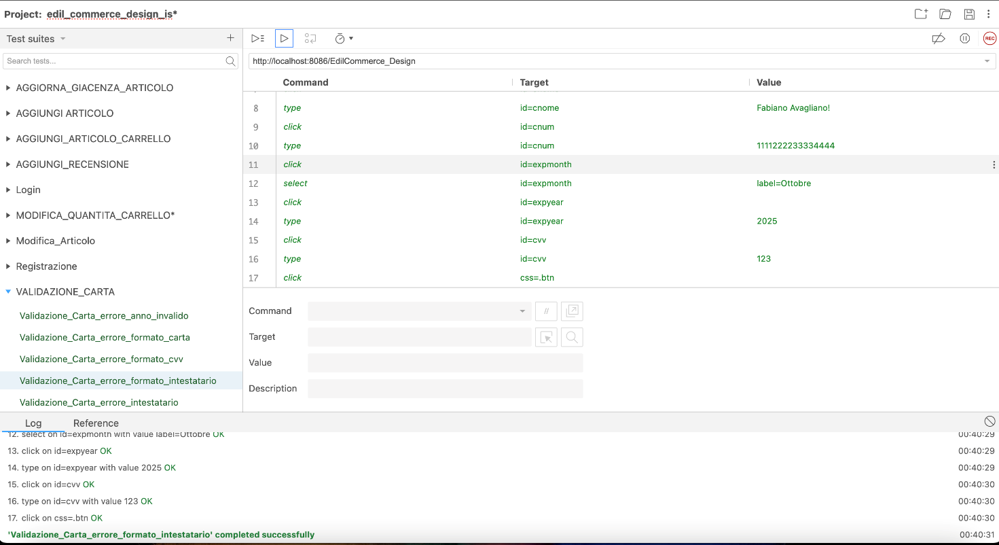 Project: edil_commerce_design_is*
Test suites
Search tests...
http://localhost:8086/EdilCommerce_Design
AGGIORNA_GIACENZA_ARTICOLO
AGGIUNGI ARTICOLO
AGGIUNGI_ARTICOLO_CARRELLO
AGGIUNGI_RECENSIONE
Login
MODIFICA_QUANTITA_CARRELLO*
Modifica_Articolo
Registrazione
VALIDAZIONE_CARTA
Validazione_Carta_errore_anno_invalido
Validazione_Carta_errore_formato_carta
Validazione_Carta_errore_formato_cvv
Validazione_Carta_errore_formato_intestatario
Validazione_Carta_errore_intestatario
REC
Command Target Value
8 type id=cnome Fabiano Avagliano!
9 click id=cnum
10 type id=cnum 1111222233334444
11 click id=expmonth
12 select id=expmonth label=Ottobre
13 click id=expyear
14 type id=expyear 2025
15 click id=cvv
16 type id=cvv 123
17 click css=.btn
Command //
Target
Value
Description
Log Reference
12. select on id=expmonth with value label=Ottobre OK 00:40:29
13. click on id=expyear OK 00:40:29
14. type on id=expyear with value 2025 OK 00:40:29
15. click on id=cvv OK 00:40:30
16. type on id=cvv with value 123 OK 00:40:30
17. click on css=.btn OK 00:40:30
'Validazione_Carta_errore_formato_intestatario' completed successfully 00:40:31